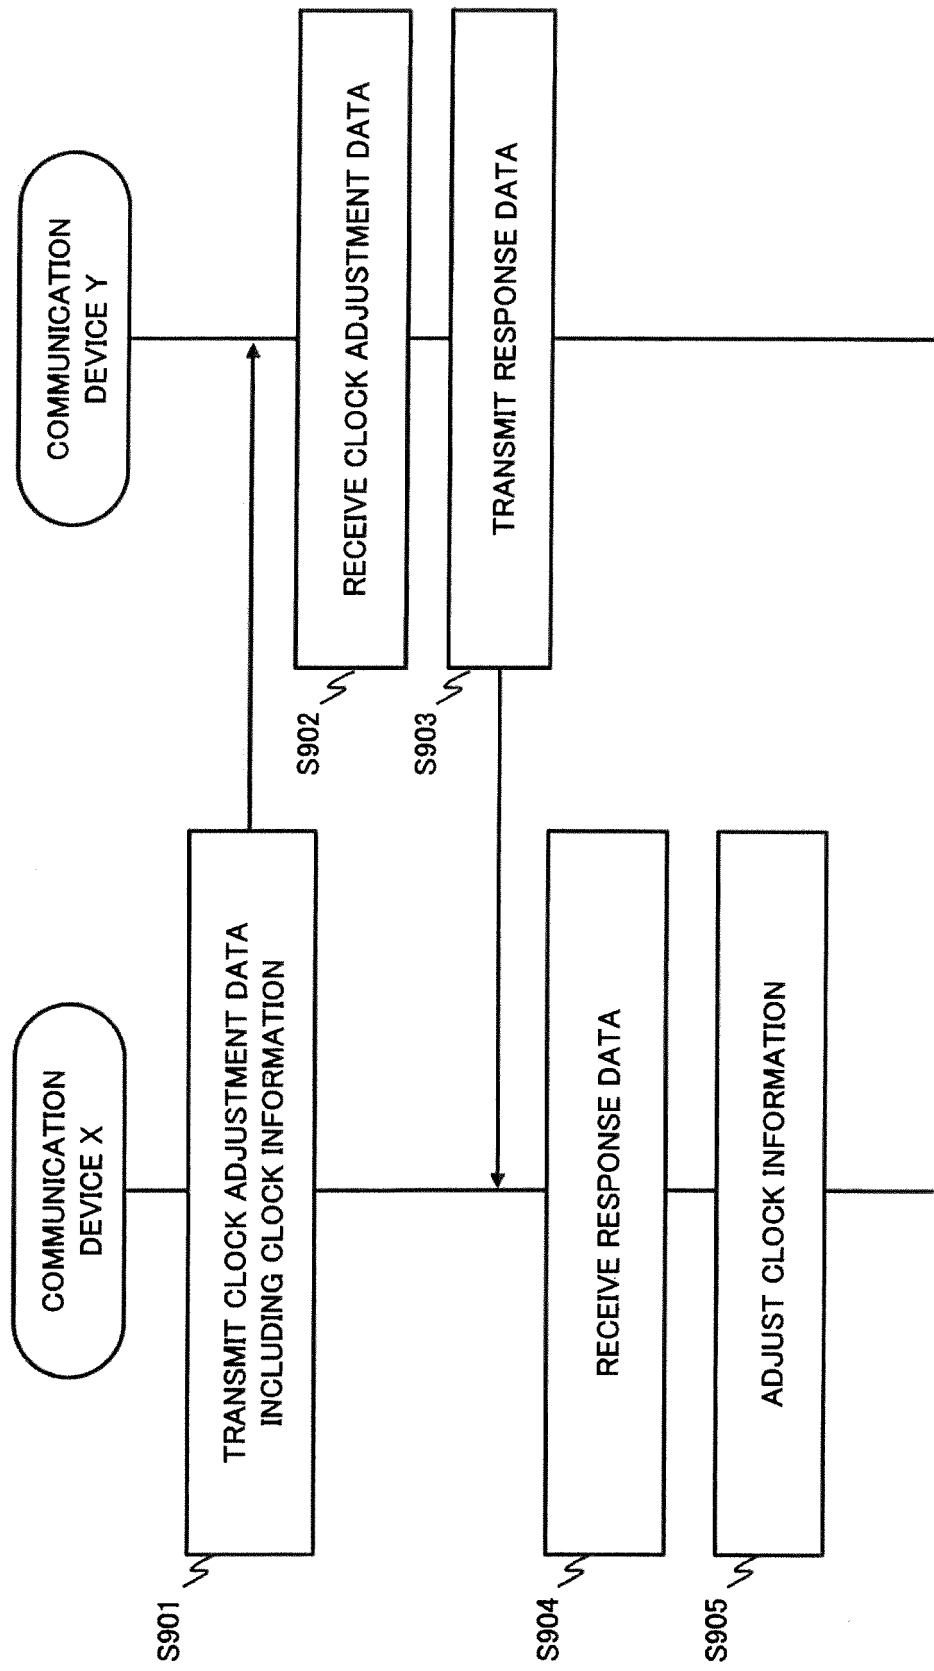 COMMUNICATION
DEVICE X
COMMUNICATION
DEVICE Y
S901
TRANSMIT CLOCK ADJUSTMENT DATA
INCLUDING CLOCK INFORMATION
S902
RECEIVE CLOCK ADJUSTMENT DATA
S903
TRANSMIT RESPONSE DATA
S904
RECEIVE RESPONSE DATA
S905
ADJUST CLOCK INFORMATION